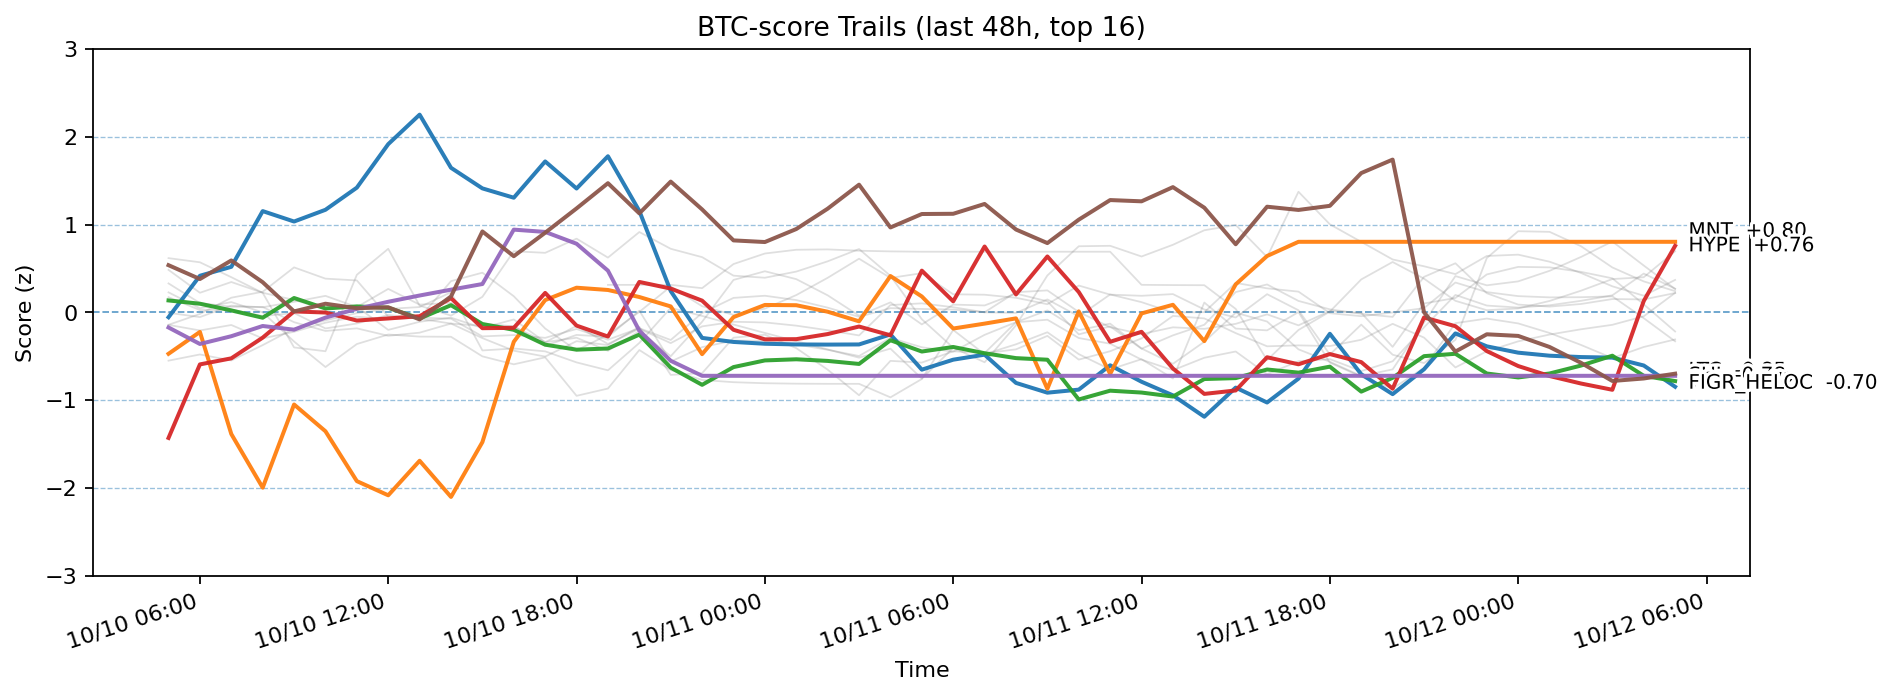 BTC-score Trails (last 48h, top 16)
Score (z)
3
2
1
0
−1
−2
−3
MNT +0.80
HYPE +0.76
FIGR_HELOC -0.70
10/10 06:00
10/10 12:00
10/10 18:00
10/11 00:00
10/11 06:00
10/11 12:00
10/11 18:00
10/12 00:00
10/12 06:00
Time